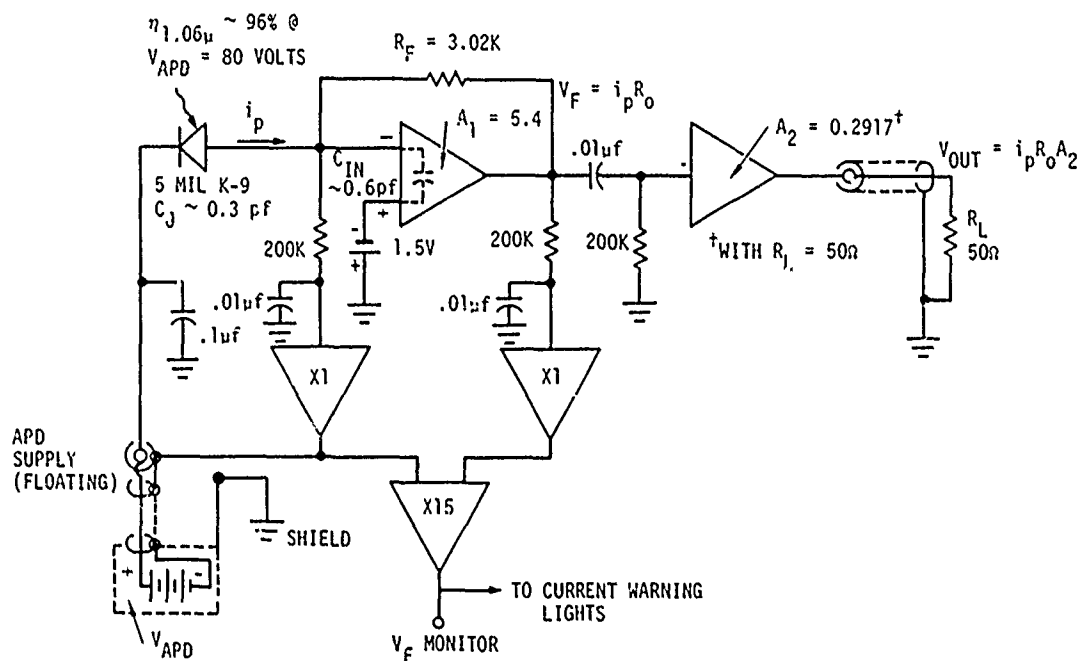 η1.06μ ~ 96% @
VAPD = 80 VOLTS
RF = 3.02K
VF = ipRo
ip
A1 = 5.4
A2 = 0.2917†
VOUT = ipRoA2
.01μf
CIN
~0.6pf
5 MIL K-9
CJ ~ 0.3 pf
-
+
-
+
1.5V
-
200K
200K
200K
†WITH RL = 50Ω
RL
50Ω
.1μf
.01μf
.01μf
X1
X1
APD
SUPPLY
(FLOATING)
X15
SHIELD
+
-
TO CURRENT WARNING
LIGHTS
VAPD
VF MONITOR